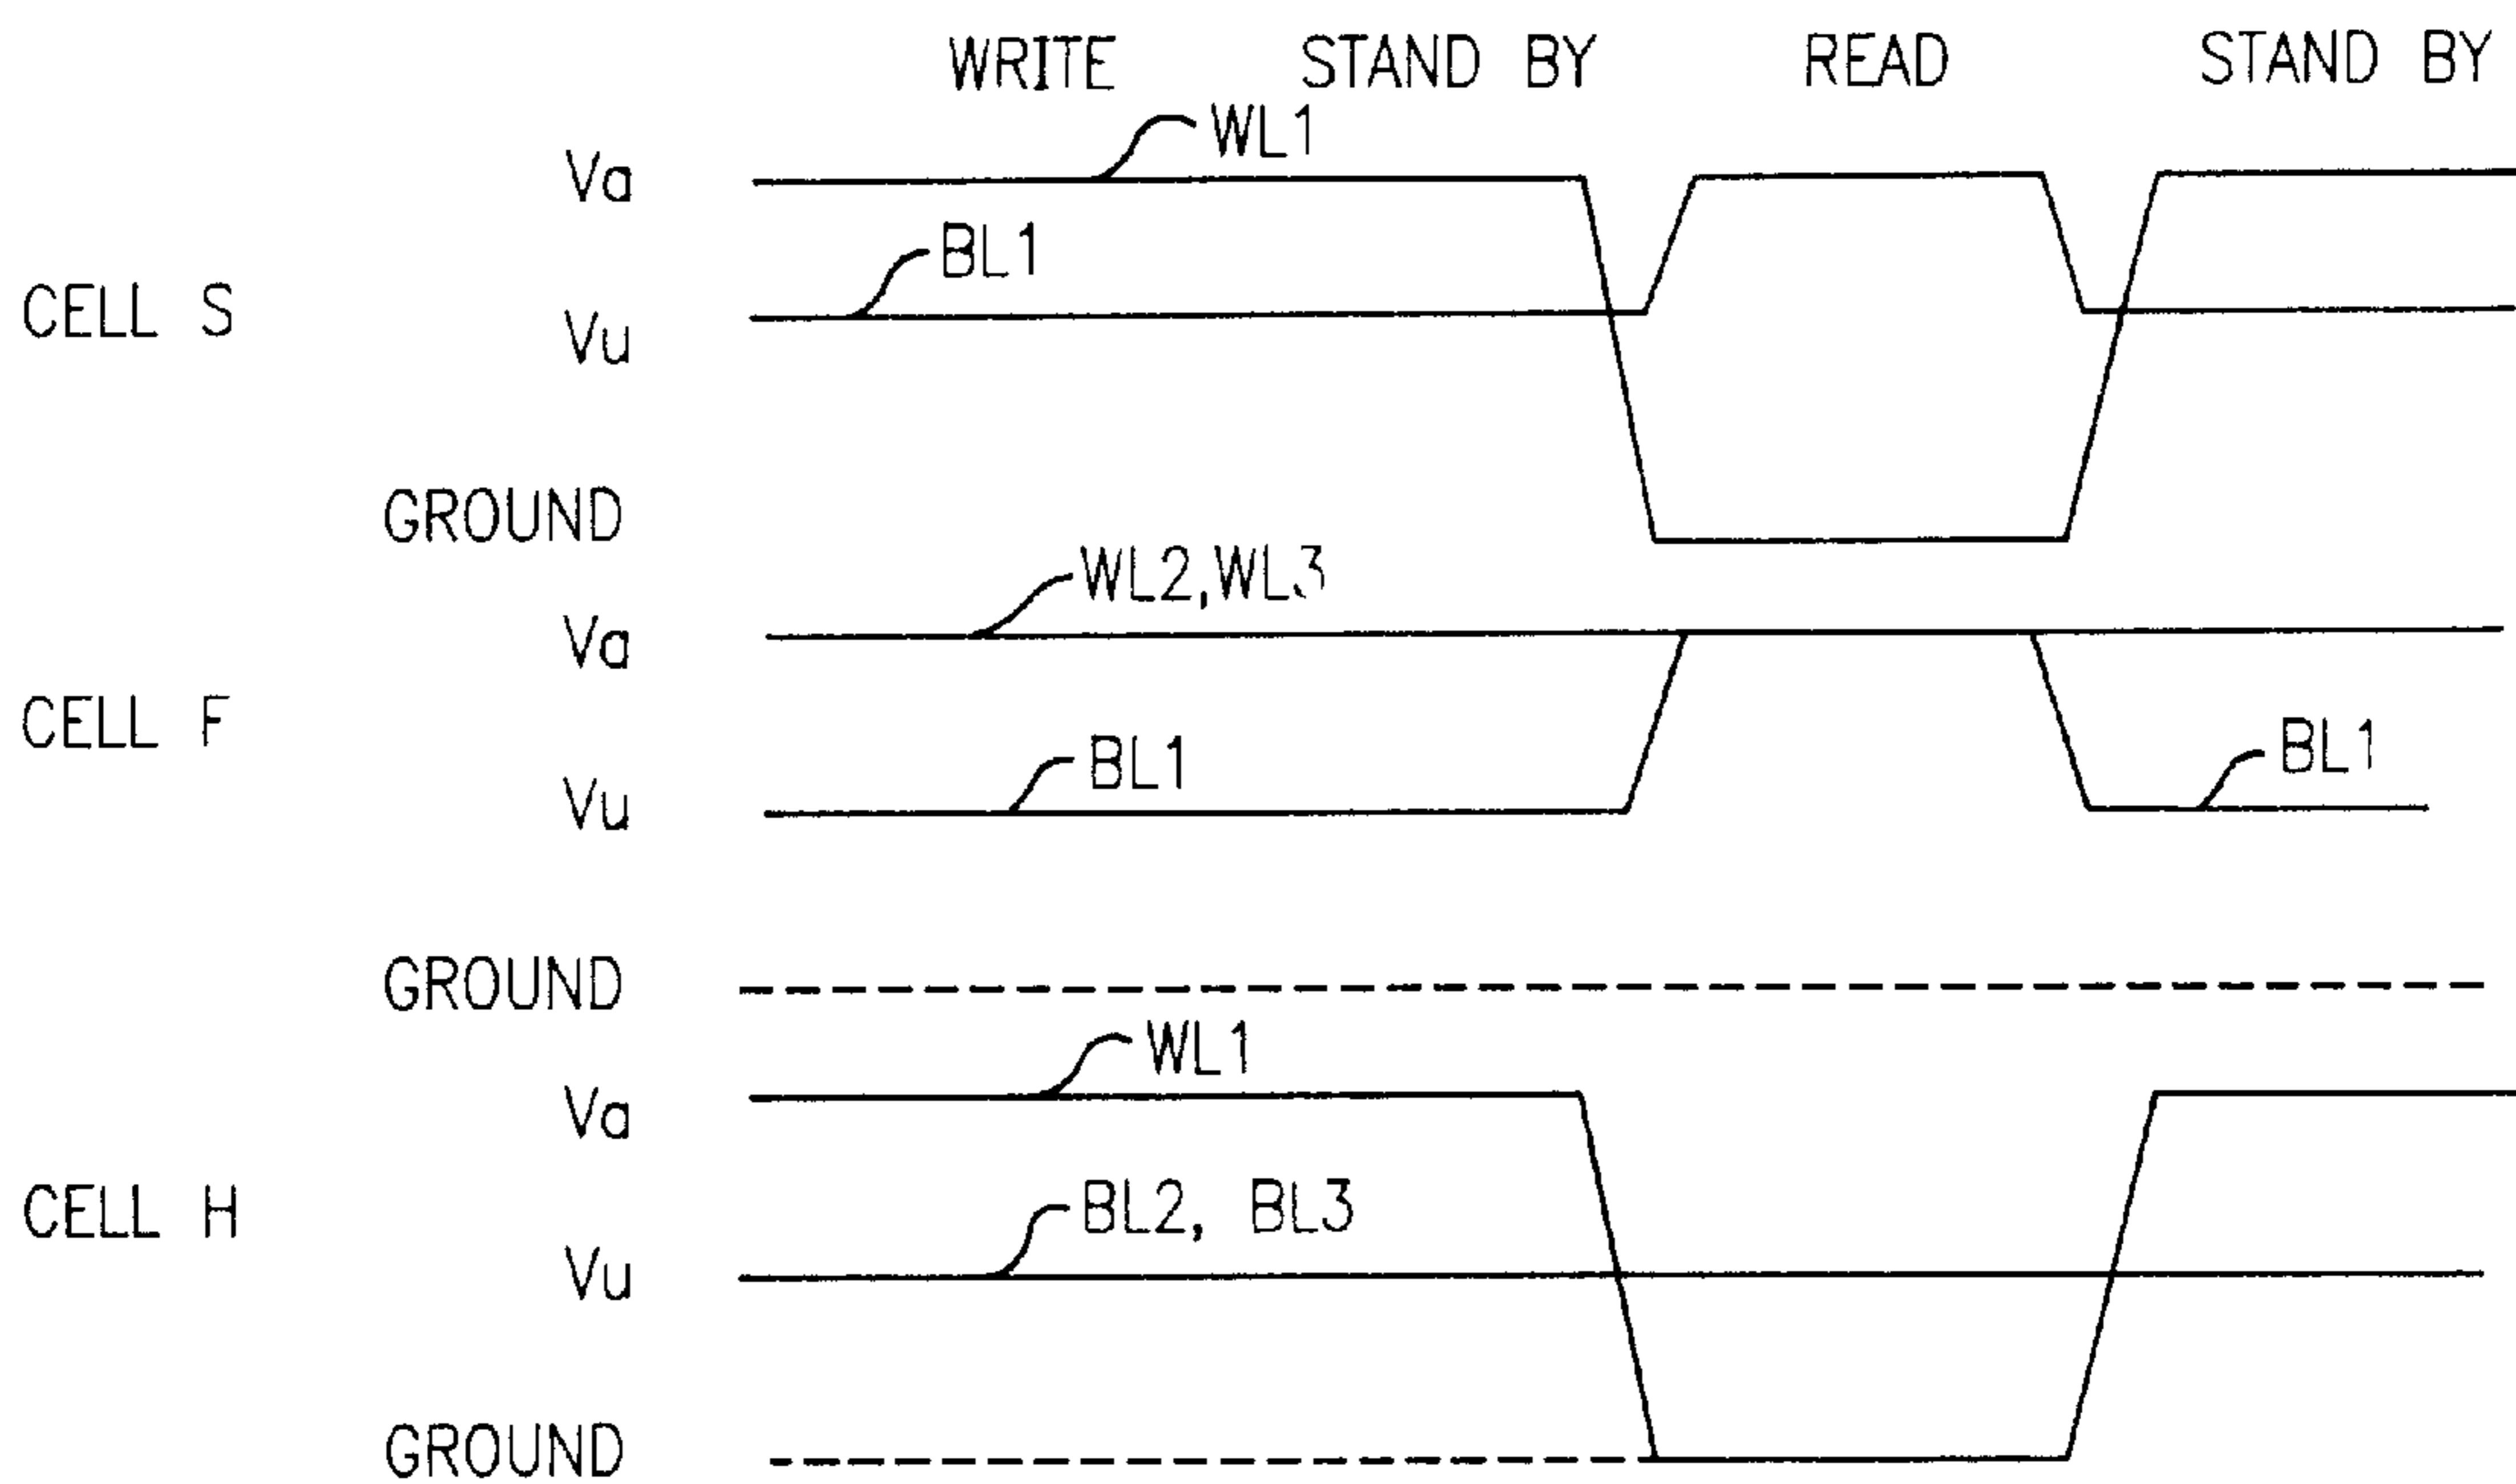 WRITE STAND BY READ STAND BY
WL1
Va
BL1
CELL S
Vu
GROUND
WL2,WL3
Va
CELL F
BL1
BL1
Vu
GROUND
WL1
Va
CELL H
BL2, BL3
Vu
GROUND